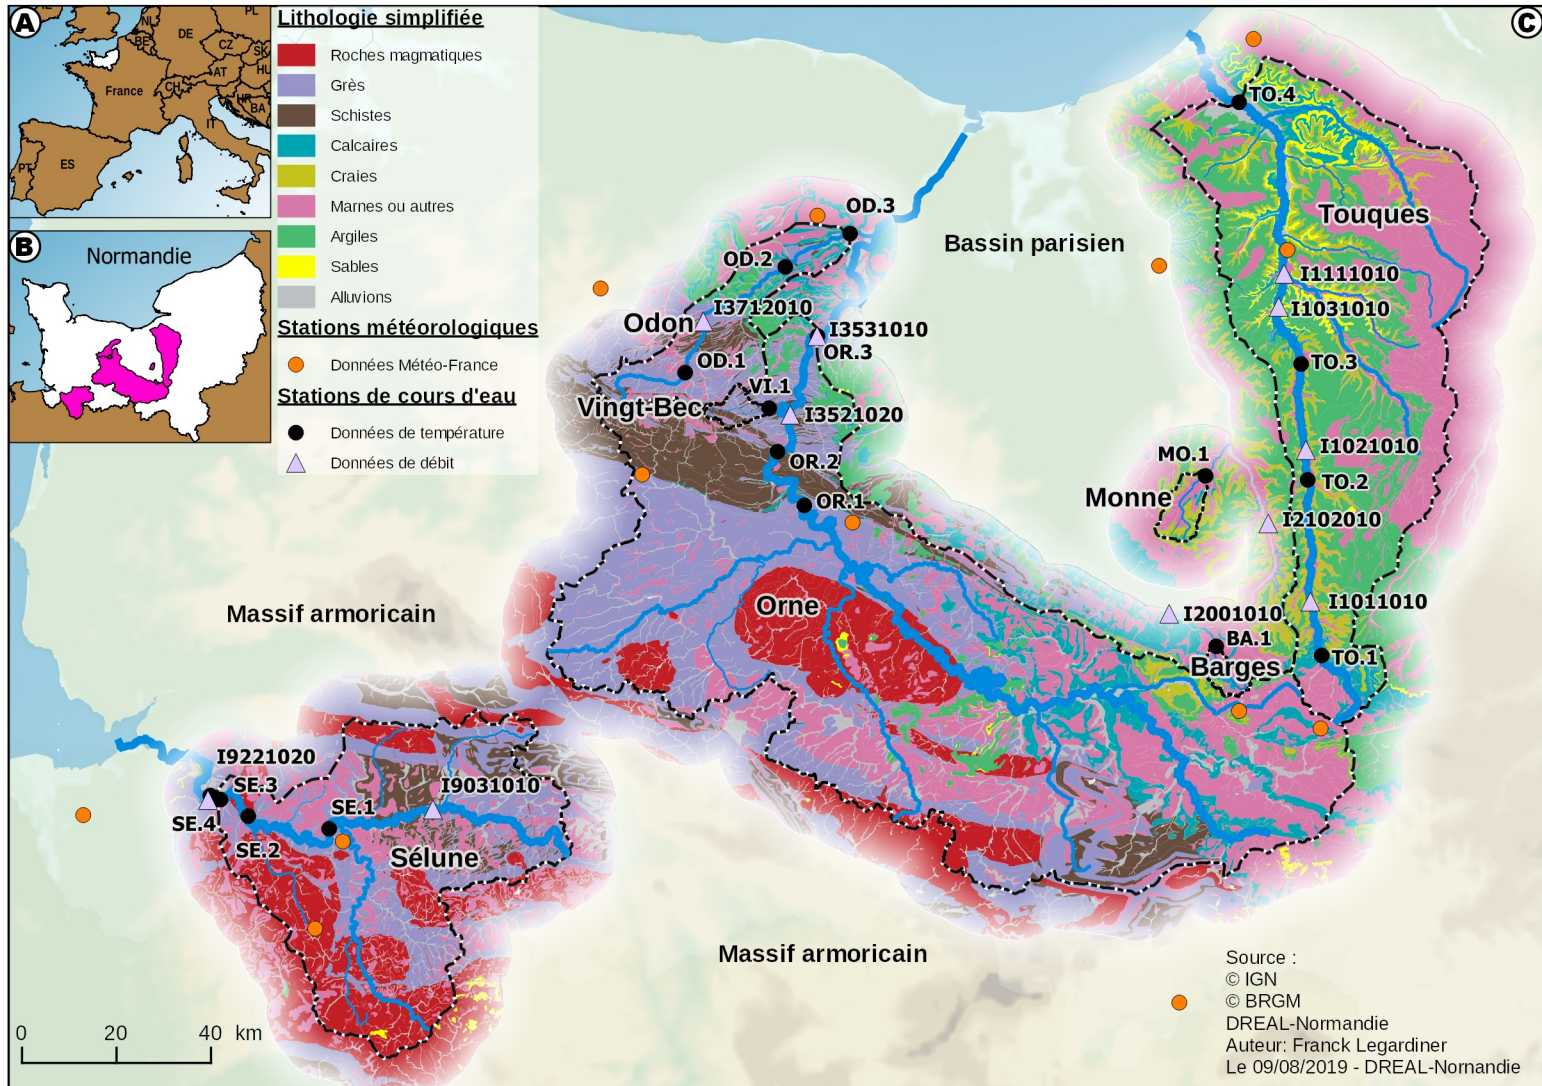 A
NL
PL
BE
DE
CZ
SK
France
AT
HU
CH
HR
BA
IT
PT
ES
B
Normandie
Lithologie simplifiée
Roches magmatiques
Grès
Schistes
Calcaires
Craies
Marnes ou autres
Argiles
Sables
Alluvions
Stations météorologiques
Données Météo-France
Stations de cours d'eau
Données de température
Données de débit
C
TO.4
Touques
OD.3
Bassin parisien
OD.2
I1111010
I3712010
I1031010
Odon
I3531010
OR.3
OD.1
TO.3
VI.1
Vingt-Bec
I3521020
I1021010
MO.1
OR.2
TO.2
Monne
OR.1
I2102010
I1011010
Orne
Massif armoricain
I2001010
BA.1
TO.1
Barges
I9221020
SE.3
I9031010
SE.1
SE.4
SE.2
Sélune
Massif armoricain
Source :
© IGN
© BRGM
DREAL-Normandie
Auteur: Franck Legardiner
Le 09/08/2019 - DREAL-Nornandie
0 20 40 km